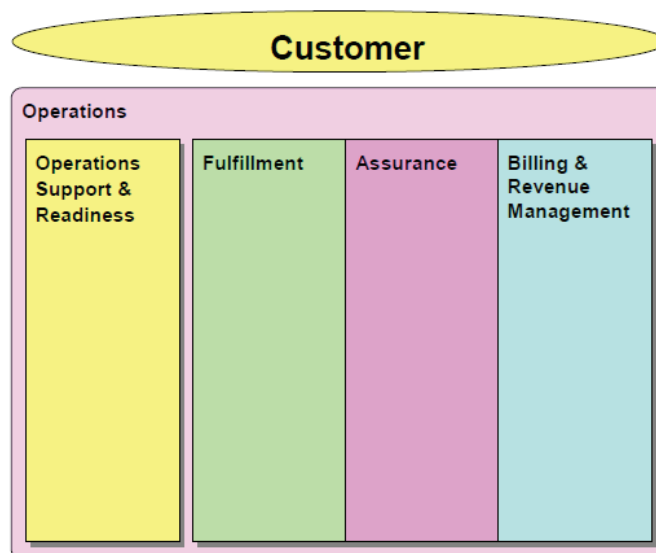 Customer
Operations
Operations
Support &
Readiness
Fulfillment
Assurance
Billing &
Revenue
Management